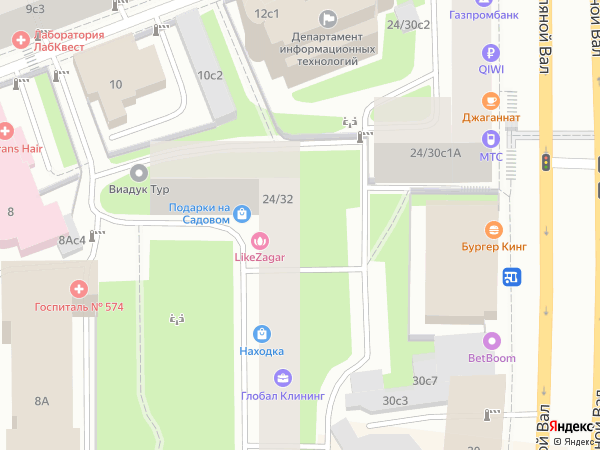 9с3
12с1
24/30с2
Газпромбанк
Лаборатория
ЛабКвест
Департамент
информационных
технологий
10
10с2
QIWI
Джаганнат
24/30с1А
МТС
rans Hair
Виадук Тур
24/32
Подарки на
Садовом
8
8Ас4
LikeZagar
Бургер Кинг
Госпиталь № 574
Находка
BetBoom
Глобал Клининг
30с7
30с3
8А
Вал
Яндекс
© Яндекс